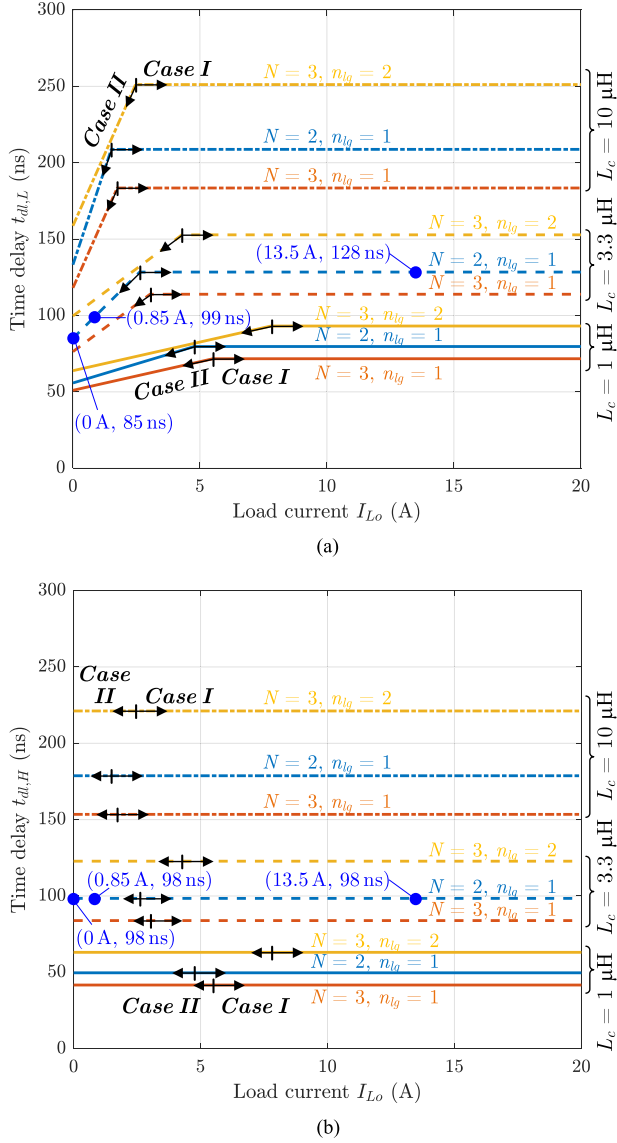 300
250
200
150
100
50
0
0
5
10
15
20
Time delay t_{dl,L} (ns)
Load current I_{Lo} (A)
Case I
Case II
N = 3, n_{lg} = 2
N = 2, n_{lg} = 1
N = 3, n_{lg} = 1
L_c = 10 μH
N = 3, n_{lg} = 2
(13.5 A, 128 ns)
N = 2, n_{lg} = 1
N = 3, n_{lg} = 1
L_c = 3.3 μH
(0.85 A, 99 ns)
N = 3, n_{lg} = 2
N = 2, n_{lg} = 1
N = 3, n_{lg} = 1
L_c = 1 μH
Case II
Case I
(0 A, 85 ns)
(a)
300
250
200
150
100
50
0
0
5
10
15
20
Time delay t_{dl,H} (ns)
Load current I_{Lo} (A)
Case
II
Case I
N = 3, n_{lg} = 2
N = 2, n_{lg} = 1
N = 3, n_{lg} = 1
L_c = 10 μH
N = 3, n_{lg} = 2
(0.85 A, 98 ns)
(13.5 A, 98 ns)
N = 2, n_{lg} = 1
N = 3, n_{lg} = 1
L_c = 3.3 μH
(0 A, 98 ns)
N = 3, n_{lg} = 2
N = 2, n_{lg} = 1
N = 3, n_{lg} = 1
L_c = 1 μH
Case II
Case I
(b)